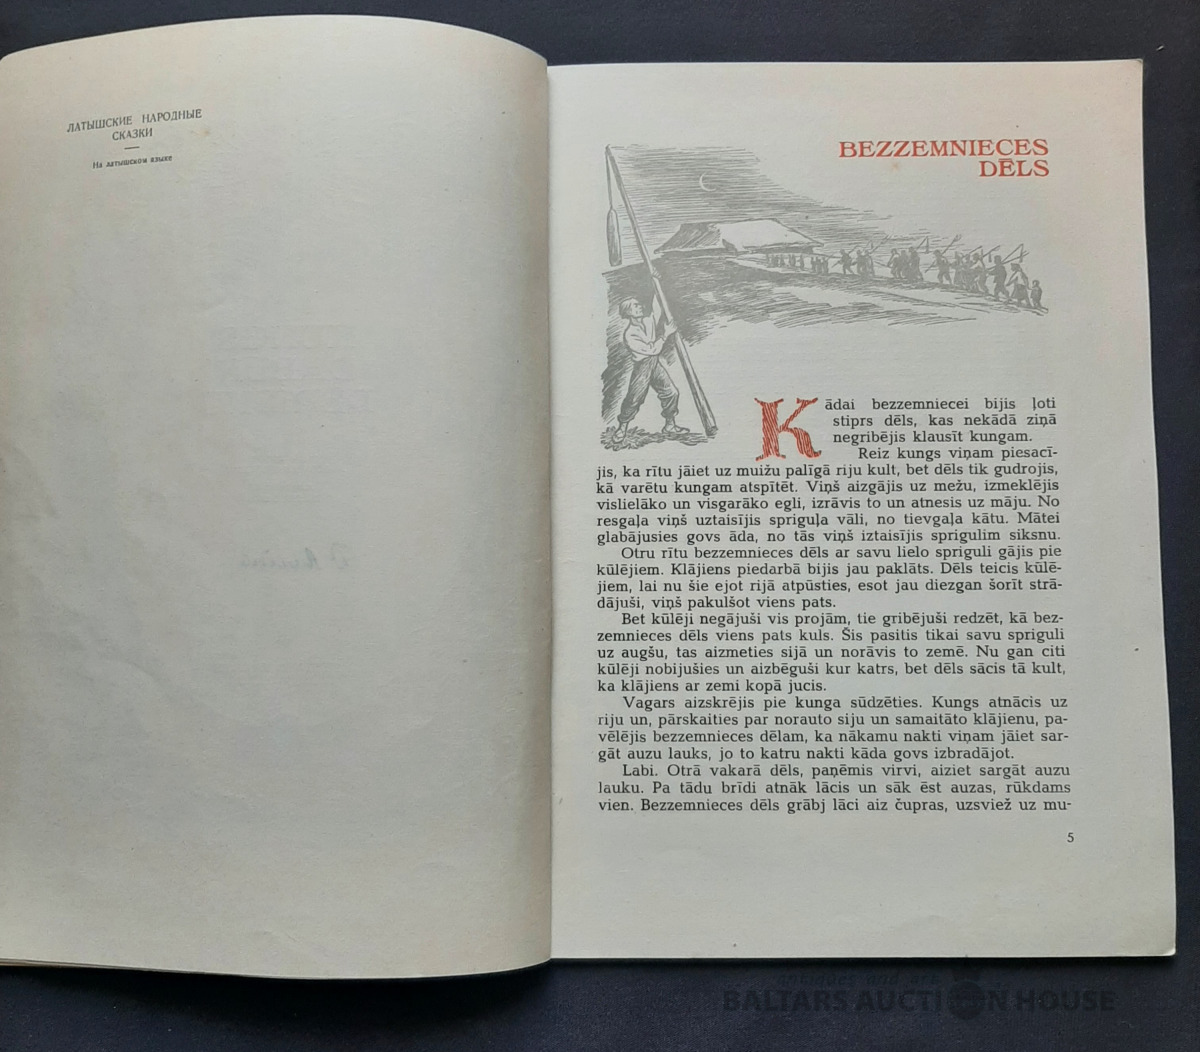 ЛАТЫШСКИЕ НАРОДНЫЕ
СКАЗКИ
На латышском языке
BEZZEMNIECES
DĒLS
Kādai bezzemniecei bijis ļoti
stiprs dēls, kas nekādā ziņā
negribējis klausīt kungam.
Reiz kungs viņam piesacī-
jis, ka rītu jāiet uz muižu palīgā riju kult, bet dēls tik gudrojis,
kā varētu kungam atspītēt. Viņš aizgājis uz mežu, izmeklējis
vislielāko un visgarāko egli, izrāvis to un atnesis uz māju. No
resgaļa viņš uztaisījis spriguļa vāli, no tievgaļa kātu. Mātei
glabājusies govs āda, no tās viņš iztaisījis sprigulim siksnu.
Otru rītu bezzemnieces dēls ar savu lielo spriguli gājis pie
kūlējiem. Klājiens piedarbā bijis jau paklāts. Dēls teicis kūlē-
jiem, lai nu šie ejot rijā atpūsties, esot jau diezgan šorīt strā-
dājuši, viņš pakulšot viens pats.
Bet kūlēji negājuši vis projām, tie gribējuši redzēt, kā bez-
zemnieces dēls viens pats kuls. Šis pasitis tikai savu spriguli
uz augšu, tas aizmeties sijā un norāvis to zemē. Nu gan citi
kūlēji nobijušies un aizbēguši kur katrs, bet dēls sācis tā kult,
ka klājiens ar zemi kopā jucis.
Vagars aizskrējis pie kunga sūdzēties. Kungs atnācis uz
riju un, pārskaities par norauto siju un samaitāto klājienu, pa-
vēlējis bezzemnieces dēlam, ka nākamu nakti viņam jāiet sar-
gāt auzu lauks, jo to katru nakti kāda govs izbradājot.
Labi. Otrā vakarā dēls, paņēmis virvi, aiziet sargāt auzu
lauku. Pa tādu brīdi atnāk lācis un sāk ēst auzas, rūkdams
vien. Bezzemnieces dēls grābj lāci aiz čupras, uzsviež uz mu-
5
antiques and art
BALTARS AUCTION HOUSE